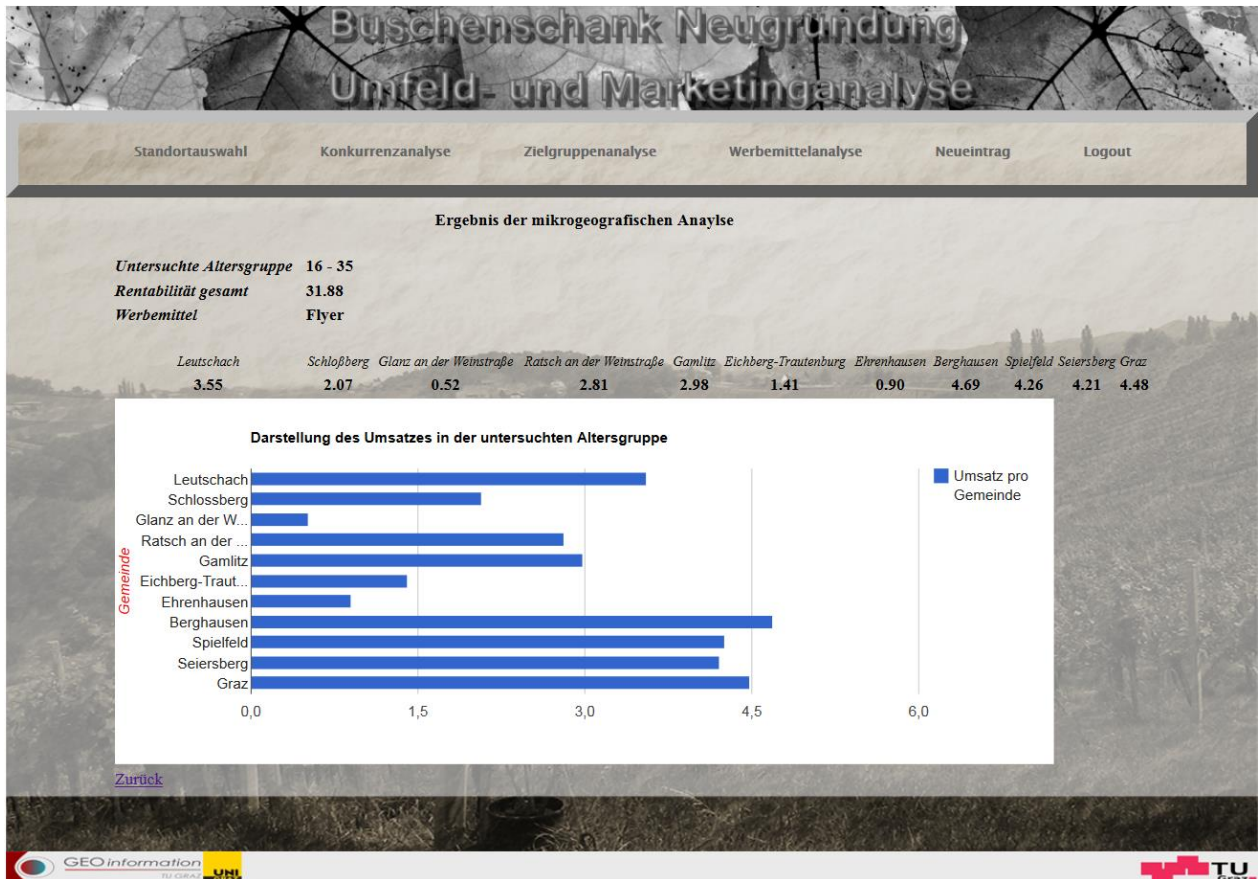 Buschenschank Neugründung
Umfeld- und Marketinganalyse
Standortauswahl Konkurrenzanalyse Zielgruppenanalyse Werbemittelanalyse Neueintrag Logout
Ergebnis der mikrogeografischen Anaylse
Untersuchte Altersgruppe 16 - 35
Rentabilität gesamt 31.88
Werbemittel Flyer
Leutschach Schloßberg Glanz an der Weinstraße Ratsch an der Weinstraße Gamlitz Eichberg-Trautenburg Ehrenhausen Berghausen Spielfeld Seiersberg Graz
3.55 2.07 0.52 2.81 2.98 1.41 0.90 4.69 4.26 4.21 4.48
Darstellung des Umsatzes in der untersuchten Altersgruppe
Leutschach
Schlossberg
Glanz an der W...
Ratsch an der ...
Gamlitz
Eichberg-Traut...
Ehrenhausen
Berghausen
Spielfeld
Seiersberg
Graz
Gemeinde
Umsatz pro
Gemeinde
0,0 1,5 3,0 4,5 6,0
Zurück
GEOinformation
TU GRAZ
UNI
TU
Graz